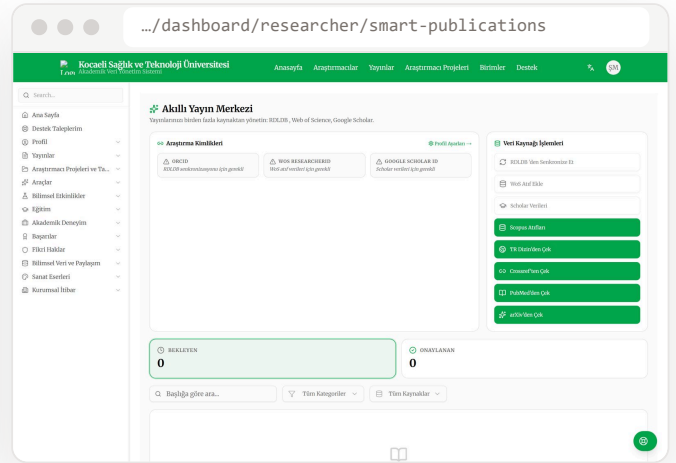 …/dashboard/researcher/smart-publications
Kocaeli Sağlık ve Teknoloji Üniversitesi
Akademik Veri Yönetim Sistemi
Anasayfa Araştırmacılar Yayınlar Araştırmacı Projeleri Birimler Destek
SM
Search...
Ana Sayfa
Destek Taleplerim
Profil
Yayınlar
Araştırmacı Projeleri ve Ta...
Araçlar
Bilimsel Etkinlikler
Eğitim
Akademik Deneyim
Başarılar
Fikri Haklar
Bilimsel Veri ve Paylaşım
Sanat Eserleri
Kurumsal İtibar
Akıllı Yayın Merkezi
Yayınlarınızı birden fazla kaynaktan yönetin: RDLDB, Web of Science, Google Scholar.
Araştırma Kimlikleri
Profil Ayarları →
ORCID
RDLDB senkronizasyonu için gerekli
WOS RESEARCHERID
WoS atıf verileri için gerekli
GOOGLE SCHOLAR ID
Scholar verileri için gerekli
Veri Kaynağı İşlemleri
RDLDB 'den Senkronize Et
WoS Atıf Ekle
Scholar Verileri
Scopus Atıfları
TR Dizin'den Çek
Crossref'ten Çek
PubMed'den Çek
arXiv'den Çek
BEKLEYEN
0
ONAYLANAN
0
Başlığa göre ara...
Tüm Kategoriler
Tüm Kaynaklar